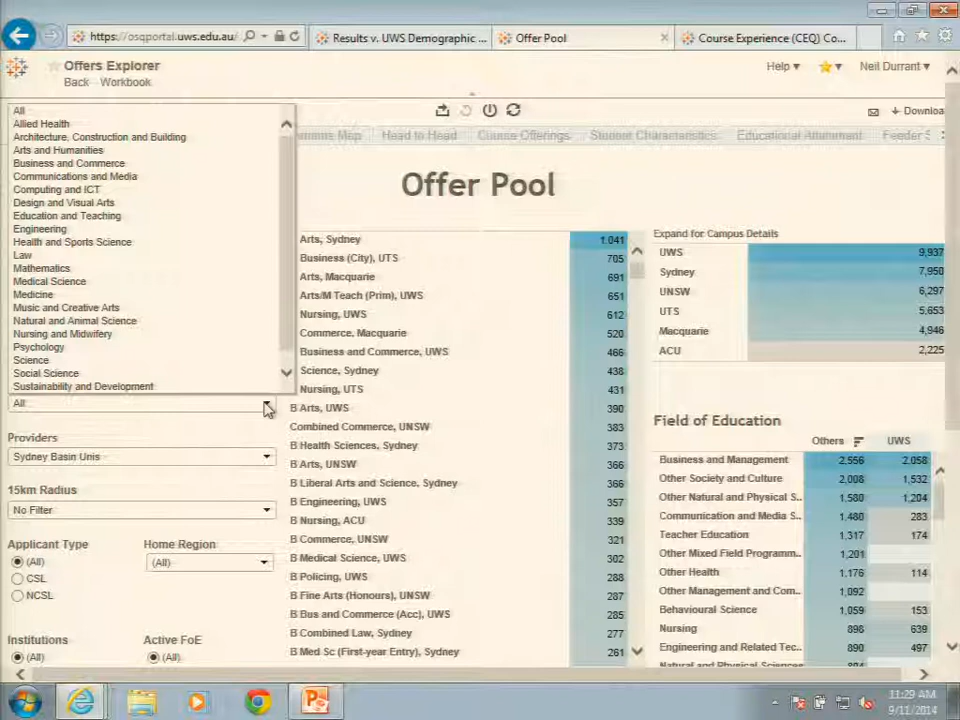 https://osqportal.uws.edu.au/
Results v. UWS Demographic ...
Offer Pool
Course Experience (CEQ) Co...
Offers Explorer
Back
Workbook
Help
Neil Durrant
Downloa
Map
Head to Head
Course Offerings
Student Characteristics
Educational Attainment
Feeder S
Offer Pool
All
Allied Health
Architecture, Construction and Building
Arts and Humanities
Business and Commerce
Communications and Media
Computing and ICT
Design and Visual Arts
Education and Teaching
Engineering
Health and Sports Science
Law
Mathematics
Medical Science
Medicine
Music and Creative Arts
Natural and Animal Science
Nursing and Midwifery
Psychology
Science
Social Science
Sustainability and Development
All
Providers
Sydney Basin Unis
15km Radius
No Filter
Applicant Type
Home Region
(All)
(All)
CSL
NCSL
Institutions
Active FoE
(All)
(All)
Arts, Sydney 1,041
Business (City), UTS 705
Arts, Macquarie 691
Arts/M Teach (Prim), UWS 651
Nursing, UWS 612
Commerce, Macquarie 520
Business and Commerce, UWS 466
Science, Sydney 438
Nursing, UTS 431
B Arts, UWS 390
Combined Commerce, UNSW 383
B Health Sciences, Sydney 373
B Arts, UNSW 366
B Liberal Arts and Science, Sydney 366
B Engineering, UWS 357
B Nursing, ACU 339
B Commerce, UNSW 321
B Medical Science, UWS 302
B Policing, UWS 288
B Fine Arts (Honours), UNSW 287
B Bus and Commerce (Acc), UWS 285
B Combined Law, Sydney 277
B Med Sc (First-year Entry), Sydney 261
Expand for Campus Details
UWS 9,937
Sydney 7,950
UNSW 6,297
UTS 5,653
Macquarie 4,946
ACU 2,225
Field of Education
Others UWS
Business and Management 2,556 2,058
Other Society and Culture 2,008 1,532
Other Natural and Physical S.. 1,580 1,204
Communication and Media S.. 1,480 283
Teacher Education 1,317 174
Other Mixed Field Programm.. 1,201
Other Health 1,176 114
Other Management and Com.. 1,092
Behavioural Science 1,059 153
Nursing 896 639
Engineering and Related Tec.. 890 497
Natural and Physical Sciences
11:29 AM
9/11/2014